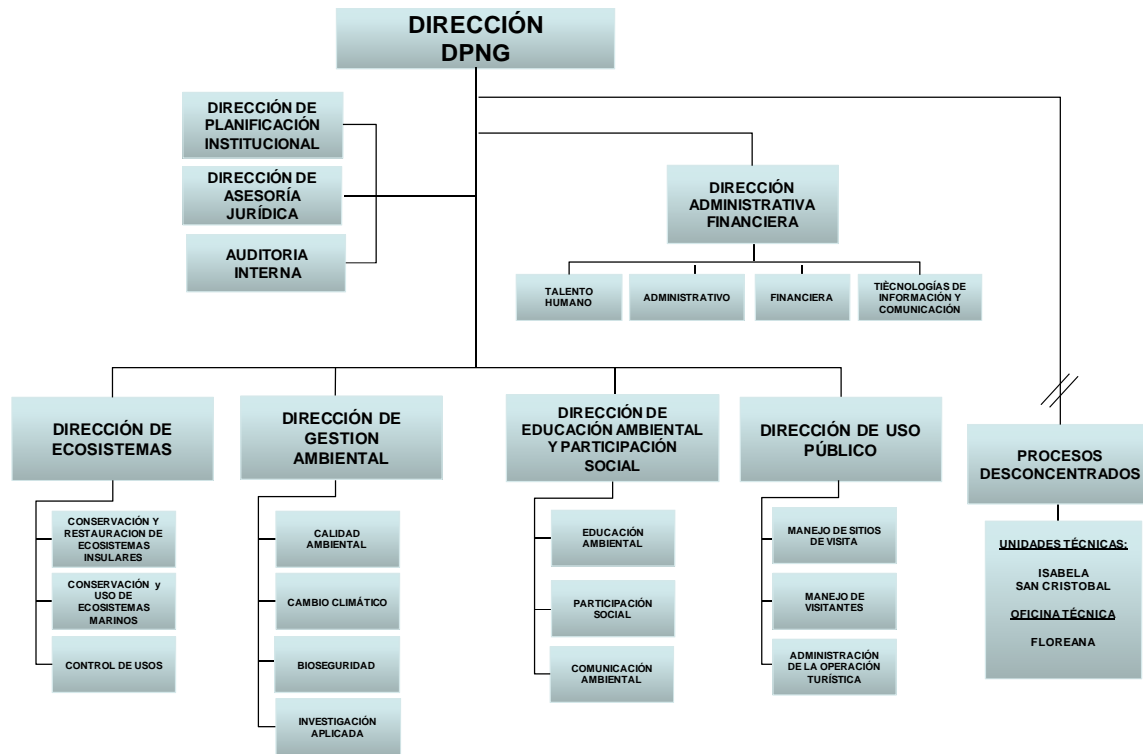 DIRECCIÓN
DPNG
DIRECCIÓN DE
PLANIFICACIÓN
INSTITUCIONAL
DIRECCIÓN DE
ASESORÍA
JURÍDICA
AUDITORIA
INTERNA
DIRECCIÓN
ADMINISTRATIVA
FINANCIERA
TALENTO
HUMANO
ADMINISTRATIVO
FINANCIERA
TIÈCNOLOGÍAS DE
INFORMACIÓN Y
COMUNICACIÓN
DIRECCIÓN DE
ECOSISTEMAS
CONSERVACIÓN Y
RESTAURACION DE
ECOSISTEMAS
INSULARES
CONSERVACIÓN y
USO DE
ECOSISTEMAS
MARINOS
CONTROL DE USOS
DIRECCIÓN DE
GESTION
AMBIENTAL
CALIDAD
AMBIENTAL
CAMBIO CLIMÁTICO
BIOSEGURIDAD
INVESTIGACIÓN
APLICADA
DIRECCIÓN DE
EDUCACIÓN AMBIENTAL
Y PARTICIPACIÓN
SOCIAL
EDUCACIÓN
AMBIENTAL
PARTICIPACIÓN
SOCIAL
COMUNICACIÓN
AMBIENTAL
DIRECCIÓN DE USO
PÚBLICO
MANEJO DE SITIOS
DE VISITA
MANEJO DE
VISITANTES
ADMINISTRACIÓN
DE LA OPERACIÓN
TURÍSTICA
PROCESOS
DESCONCENTRADOS
UNIDADES TÉCNICAS:
ISABELA
SAN CRISTOBAL
OFICINA TÉCNICA
FLOREANA